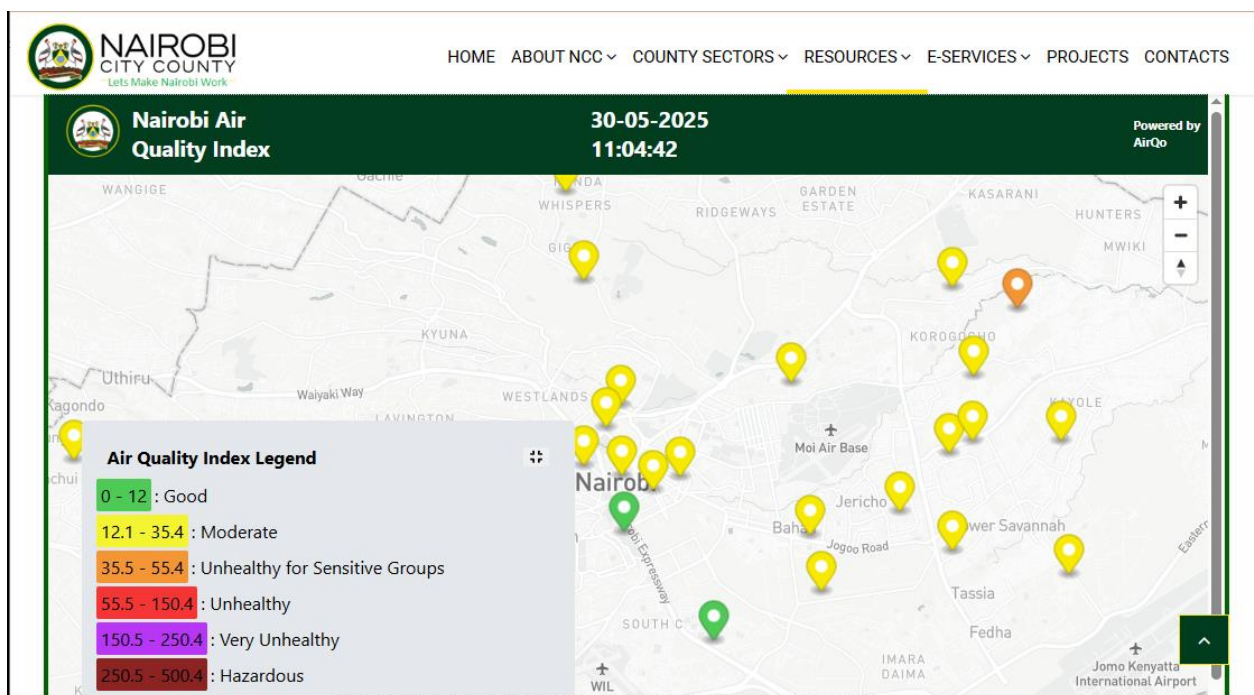 NAIROBI
CITY COUNTY
Lets Make Nairobi Work
HOME ABOUT NCC COUNTY SECTORS RESOURCES E-SERVICES PROJECTS CONTACTS
Nairobi Air
Quality Index
30-05-2025
11:04:42
Powered by
AirQo
WANGIGE
WHISPERS
RIDGEWAYS
GARDEN
ESTATE
KASARANI
HUNTERS
MWIKI
KYUNA
Uthiru
Waiyaki Way
WESTLANDS
LAVINGTON
Moi Air Base
Nairobi
Jericho
Jogoo Road
Tassia
SOUTH C
Fedha
IMARA
DAIMA
WIL
Jomo Kenyatta
International Airport
Air Quality Index Legend
0 - 12 : Good
12.1 - 35.4 : Moderate
35.5 - 55.4 : Unhealthy for Sensitive Groups
55.5 - 150.4 : Unhealthy
150.5 - 250.4 : Very Unhealthy
250.5 - 500.4 : Hazardous